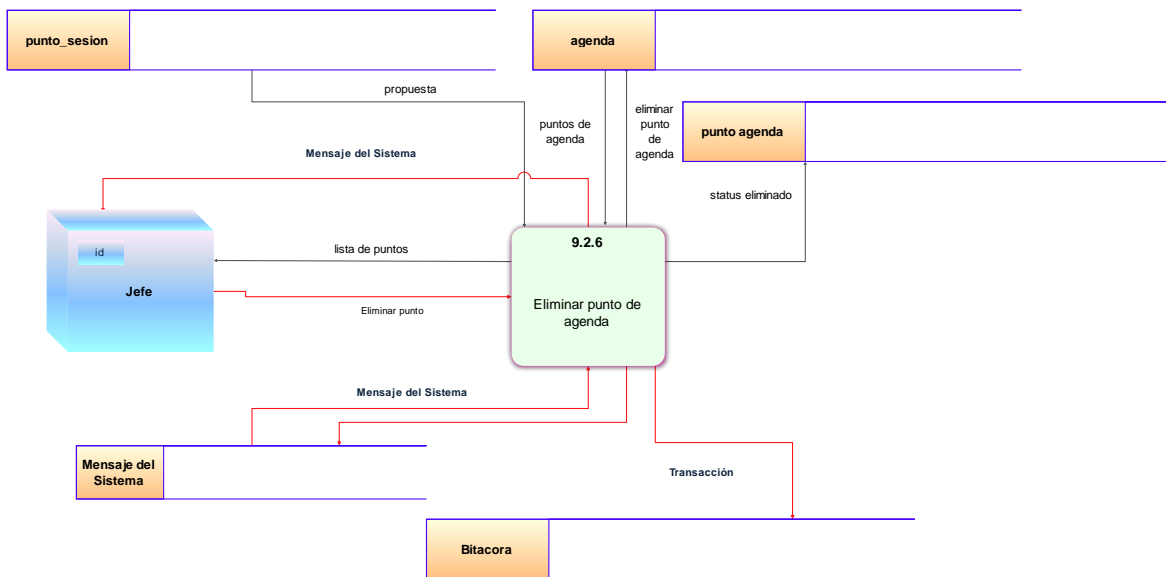 punto_sesion
agenda
propuesta
puntos de
agenda
eliminar
punto
de
agenda
punto agenda
Mensaje del Sistema
status eliminado
id
Jefe
lista de puntos
Eliminar punto
9.2.6
Eliminar punto de
agenda
Mensaje del Sistema
Mensaje del
Sistema
Transacción
Bitacora